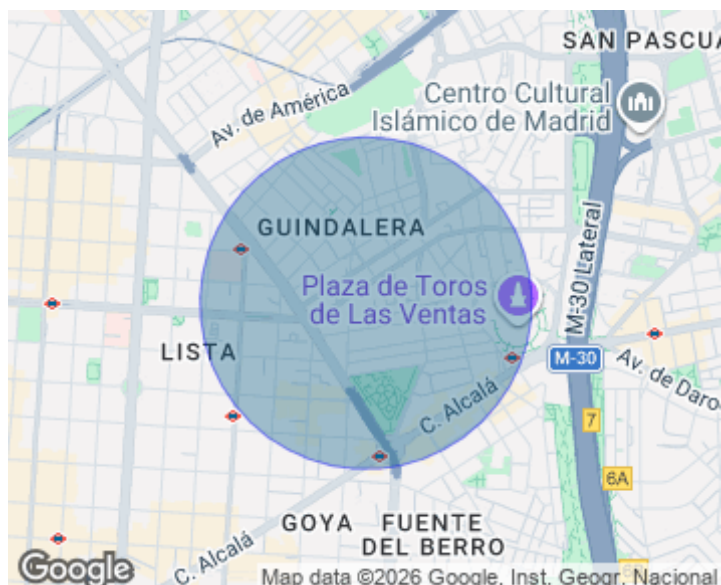 SAN PASCUA
Centro Cultural
Islámico de Madrid
Av. de América
GUINDALERA
Plaza de Toros
de Las Ventas
M-30 Lateral
LISTA
M-30
Av. de Daro
C. Alcalá
7
6A
GOYA
FUENTE
DEL BERRO
C. Alcalá
Google
Map data ©2026 Google, Inst. Geogr. Nacional